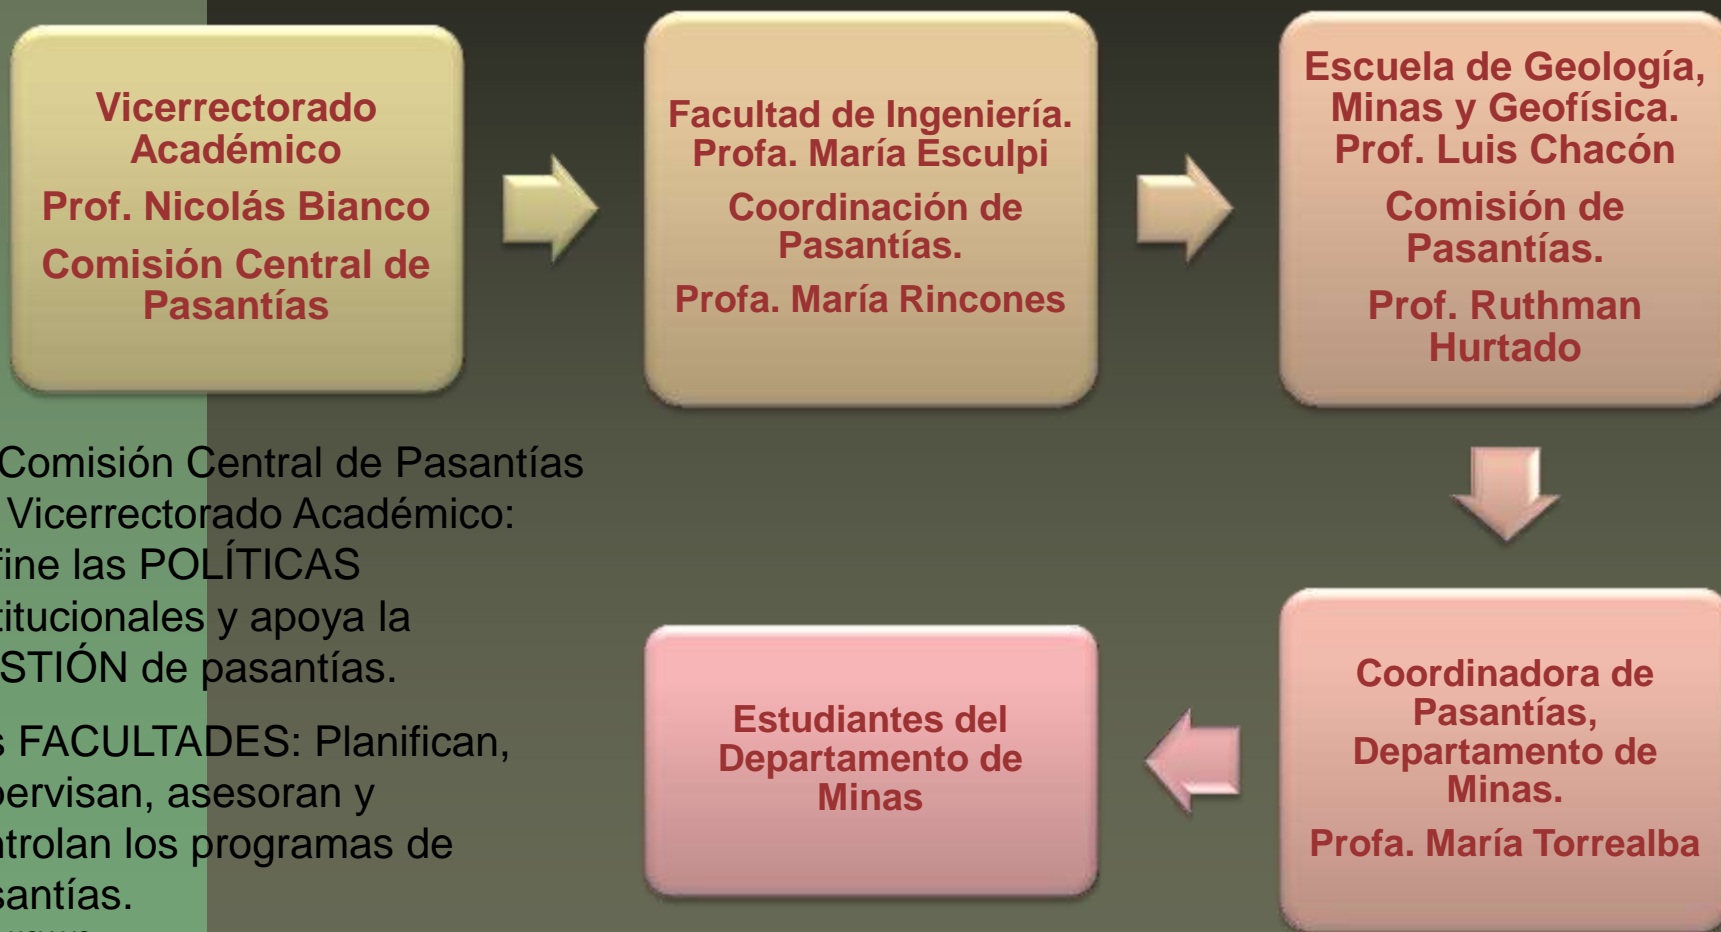 Vicerrectorado
Académico
Prof. Nicolás Bianco
Comisión Central de
Pasantías
Facultad de Ingeniería.
Profa. María Esculpi
Coordinación de
Pasantías.
Profa. María Rincones
Escuela de Geología,
Minas y Geofísica.
Prof. Luis Chacón
Comisión de
Pasantías.
Prof. Ruthman
Hurtado
Coordinadora de
Pasantías,
Departamento de
Minas.
Profa. María Torrealba
Estudiantes del
Departamento de
Minas
Comisión Central de Pasantías
Vicerrectorado Académico:
fine las POLÍTICAS
titucionales y apoya la
STIÓN de pasantías.
s FACULTADES: Planifican,
pervisan, asesoran y
ntrolan los programas de
santías.